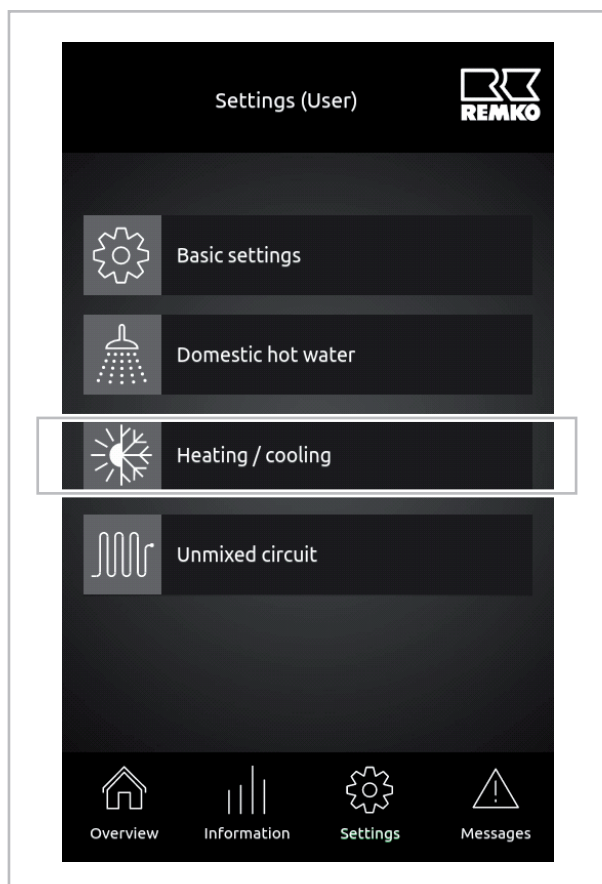 Settings (User)
REMKO
Basic settings
Domestic hot water
Heating / cooling
Unmixed circuit
Overview Information Settings Messages